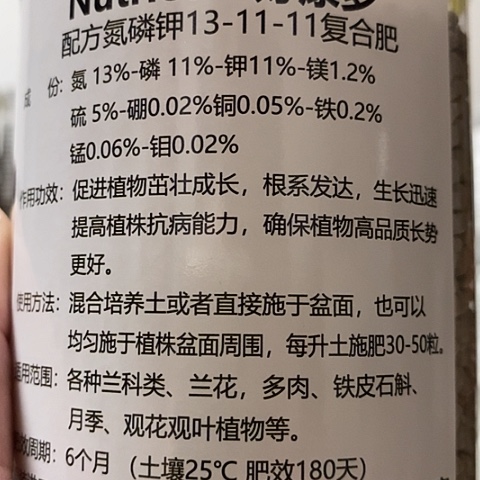 配方氮磷钾13-11-11复合肥
成 份：氮 13%-磷 11%-钾11%-镁1.2%
硫 5%-硼0.02%铜0.05%-铁0.2%
锰0.06%-钼0.02%
作用功效：促进植物茁壮成长，根系发达，生长迅速
提高植株抗病能力，确保植物高品质长势
更好。
使用方法：混合培养土或者直接施于盆面，也可以
均匀施于植株盆面周围，每升土施肥30-50粒。
适用范围：各种兰科类、兰花，多肉、铁皮石斛、
月季、观花观叶植物等。
肥效周期：6个月 （土壤25℃ 肥效180天）